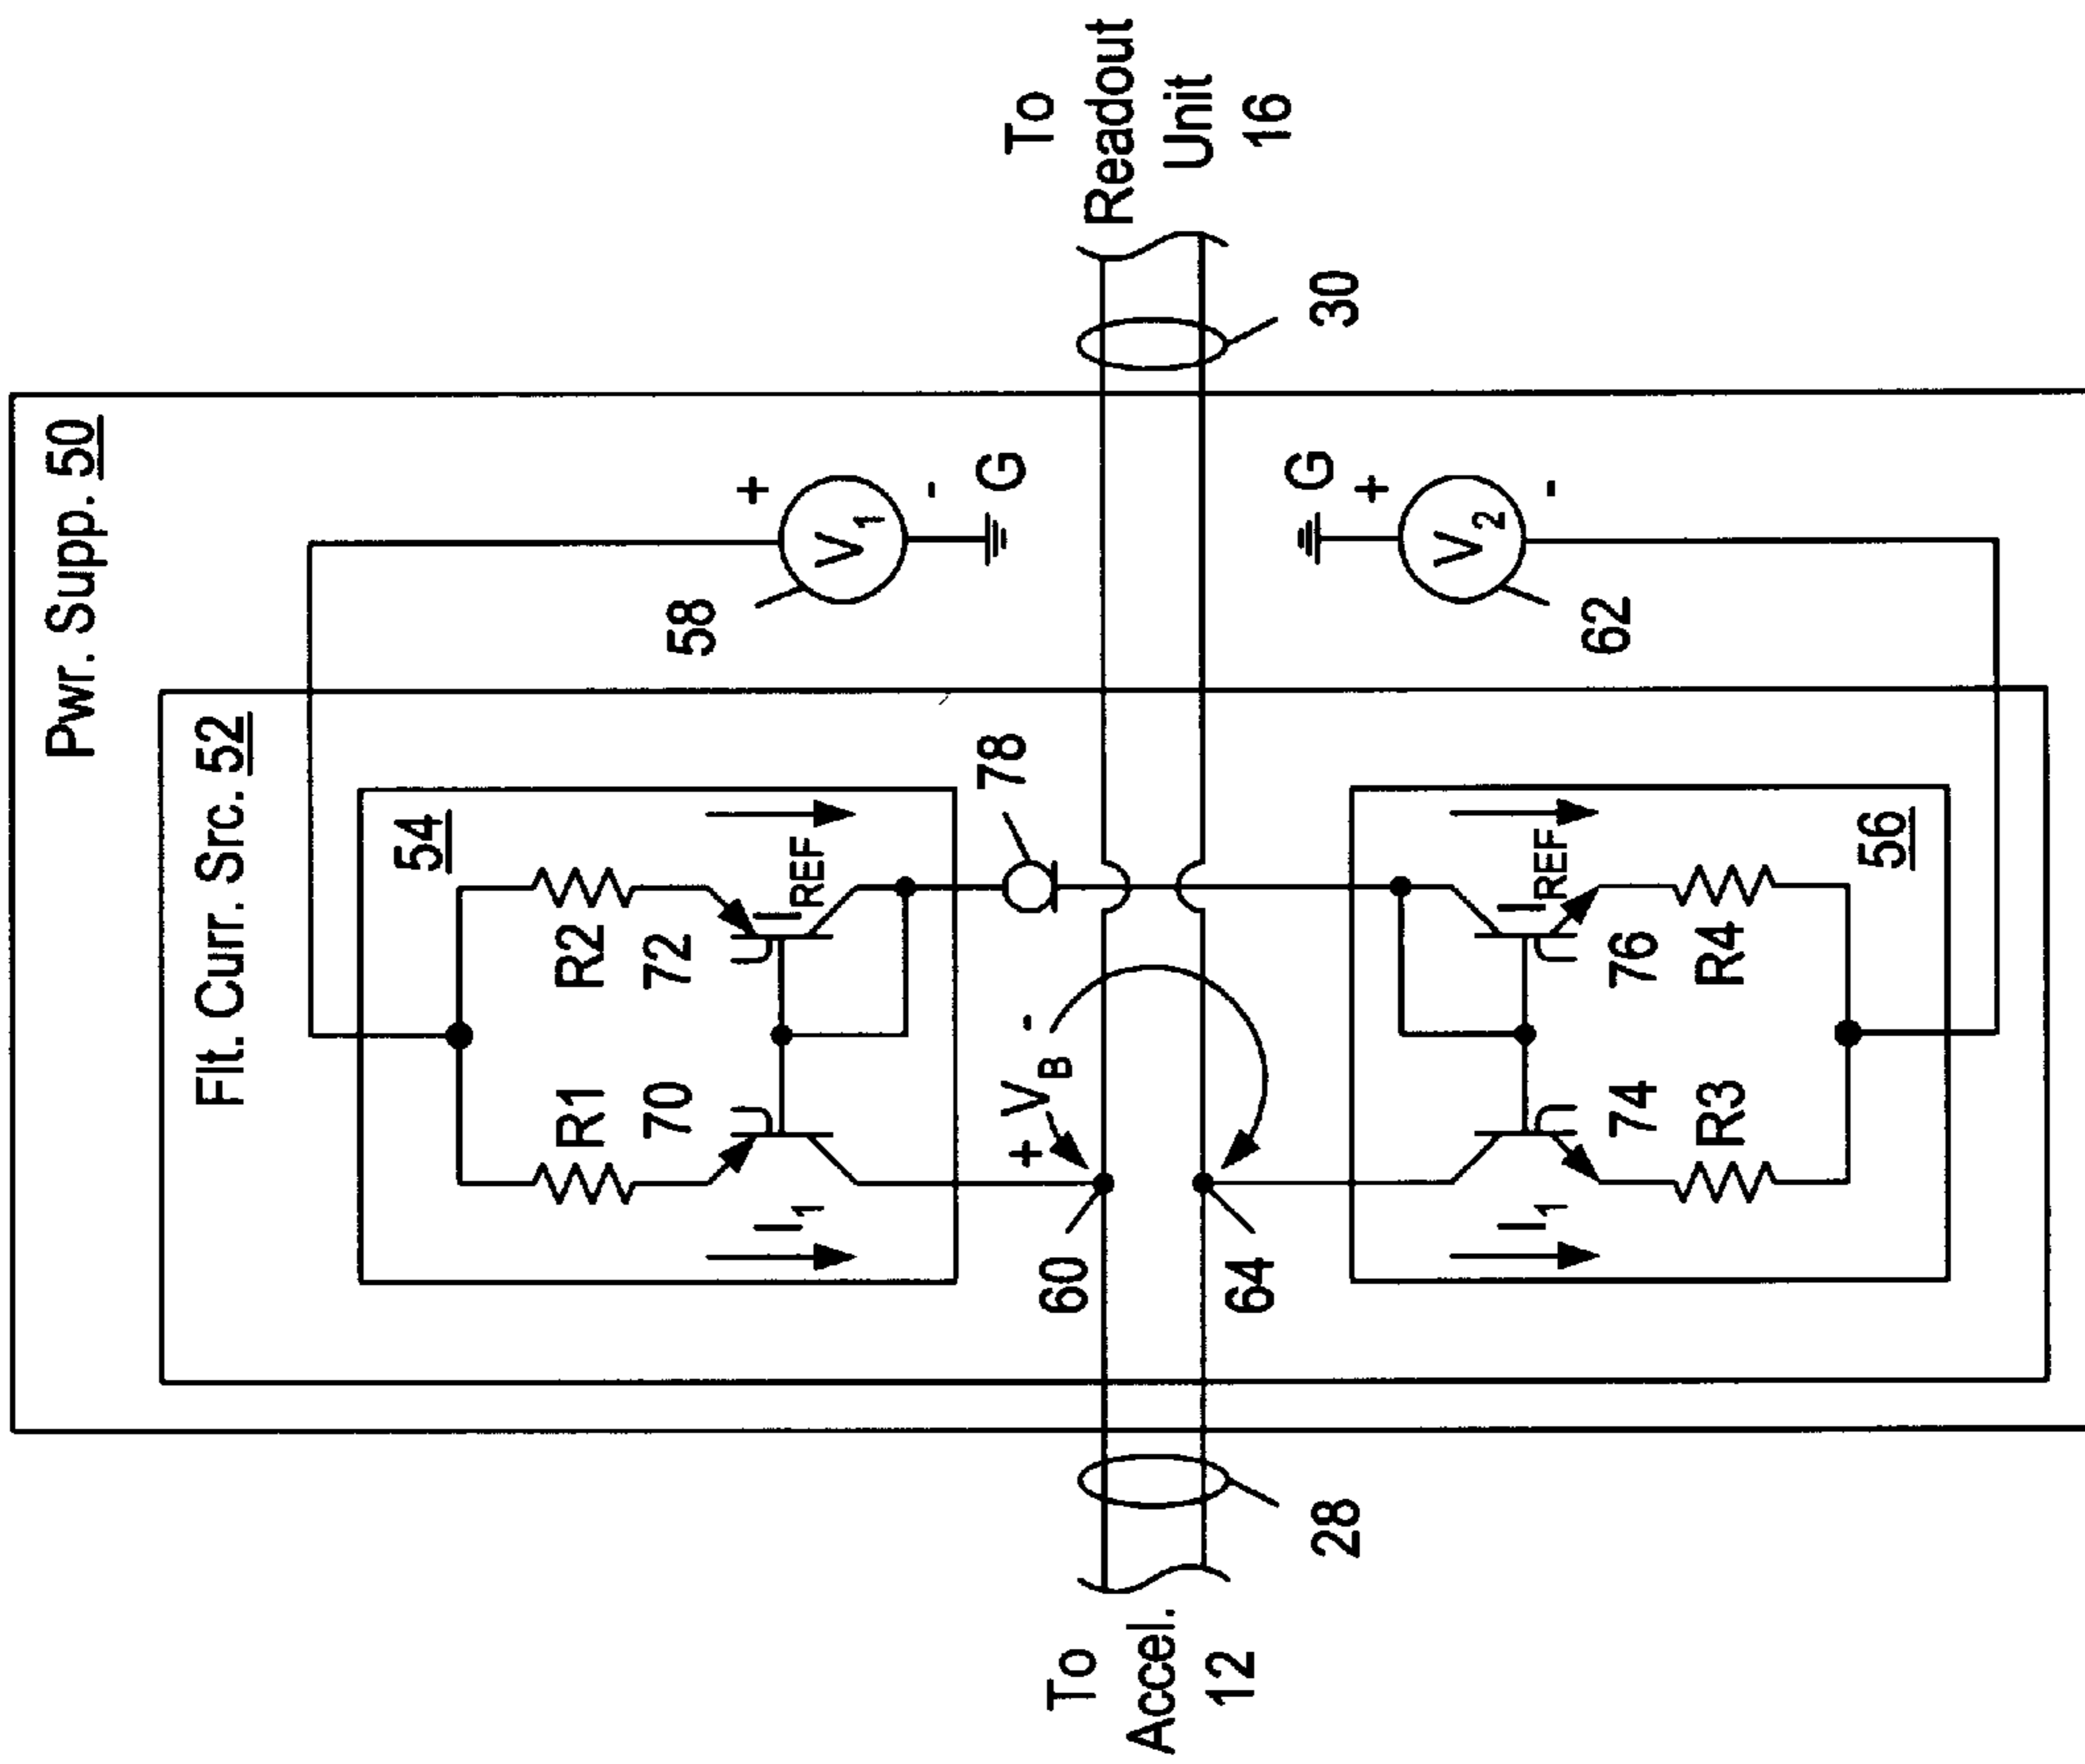 Pwr. Supp. 50
Flt. Curr. Src. 52
54
R1
R2
70
72
I1
IREF
58
+
V1
-
G
78
To
Accel.
12
28
60
64
+ VB -
To
Readout
Unit
16
30
G
+
V2
-
62
I1
IREF
74
76
R3
R4
56